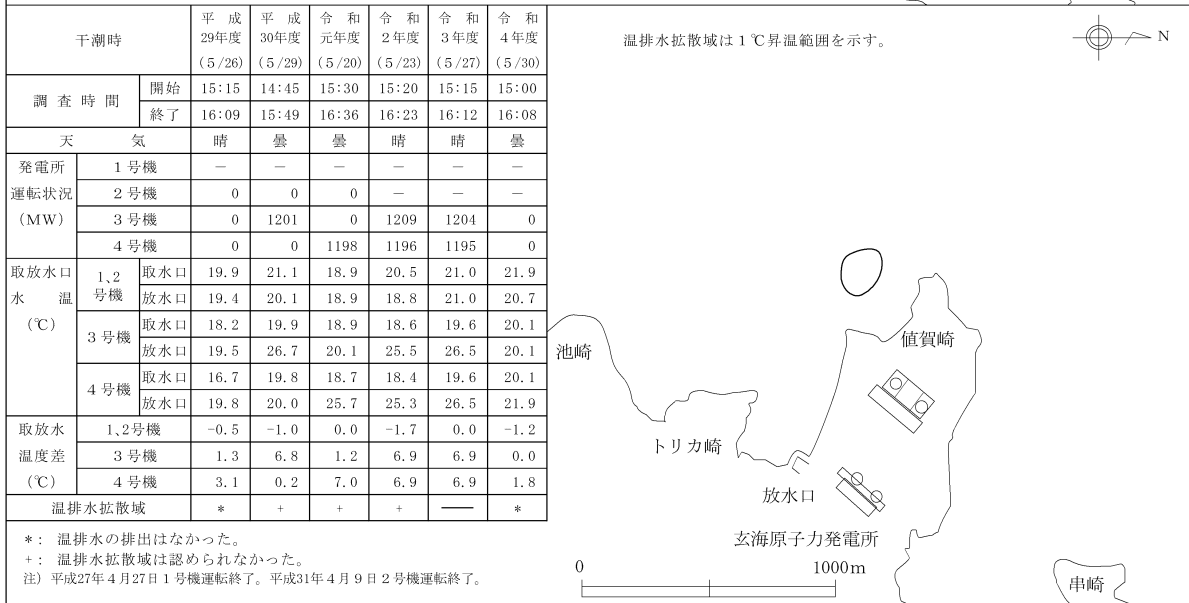 干潮時 平成29年度(5/26) 平成30年度(5/29) 令和元年度(5/20) 令和2年度(5/23) 令和3年度(5/27) 令和4年度(5/30)
調査時間 開始 15:15 14:45 15:30 15:20 15:15 15:00
終了 16:09 15:49 16:36 16:23 16:12 16:08
天気 晴 曇 曇 晴 晴 曇
発電所運転状況(MW) 1号機 － － － － － －
2号機 0 0 0 － － －
3号機 0 1201 0 1209 1204 0
4号機 0 0 1198 1196 1195 0
取放水口水温(℃) 1、2号機 取水口 19.9 21.1 18.9 20.5 21.0 21.9
放水口 19.4 20.1 18.9 18.8 21.0 20.7
3号機 取水口 18.2 19.9 18.9 18.6 19.6 20.1
放水口 19.5 26.7 20.1 25.5 26.5 20.1
4号機 取水口 16.7 19.8 18.7 18.4 19.6 20.1
放水口 19.8 20.0 25.7 25.3 26.5 21.9
取放水温度差(℃) 1、2号機 -0.5 -1.0 0.0 -1.7 0.0 -1.2
3号機 1.3 6.8 1.2 6.9 6.9 0.0
4号機 3.1 0.2 7.0 6.9 6.9 1.8
温排水拡散域 * + + + ── *
*： 温排水の排出はなかった。
+： 温排水拡散域は認められなかった。
注）平成27年4月27日1号機運転終了。平成31年4月9日2号機運転終了。
温排水拡散域は1℃昇温範囲を示す。
N
値賀崎
池崎
トリカ崎
放水口
玄海原子力発電所
0 1000m
串崎